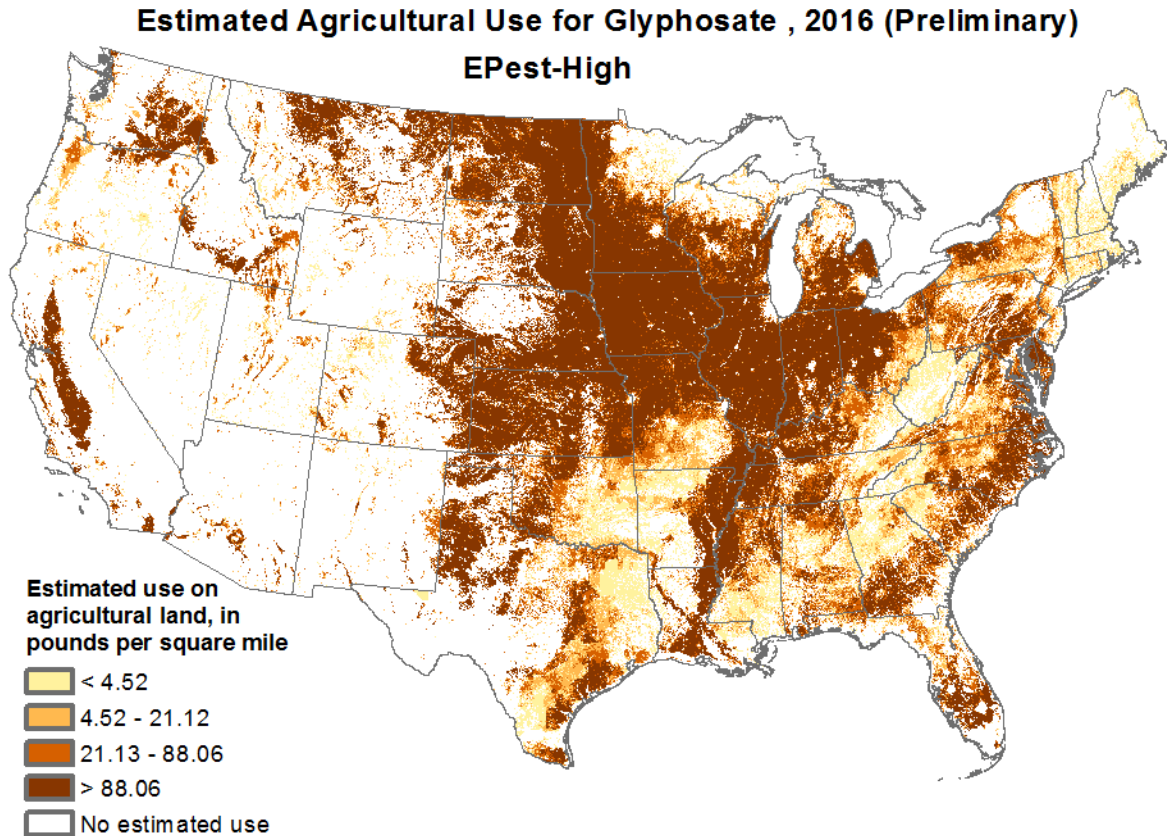 Estimated Agricultural Use for Glyphosate , 2016 (Preliminary)
EPest-High
Estimated use on
agricultural land, in
pounds per square mile
< 4.52
4.52 - 21.12
21.13 - 88.06
> 88.06
No estimated use